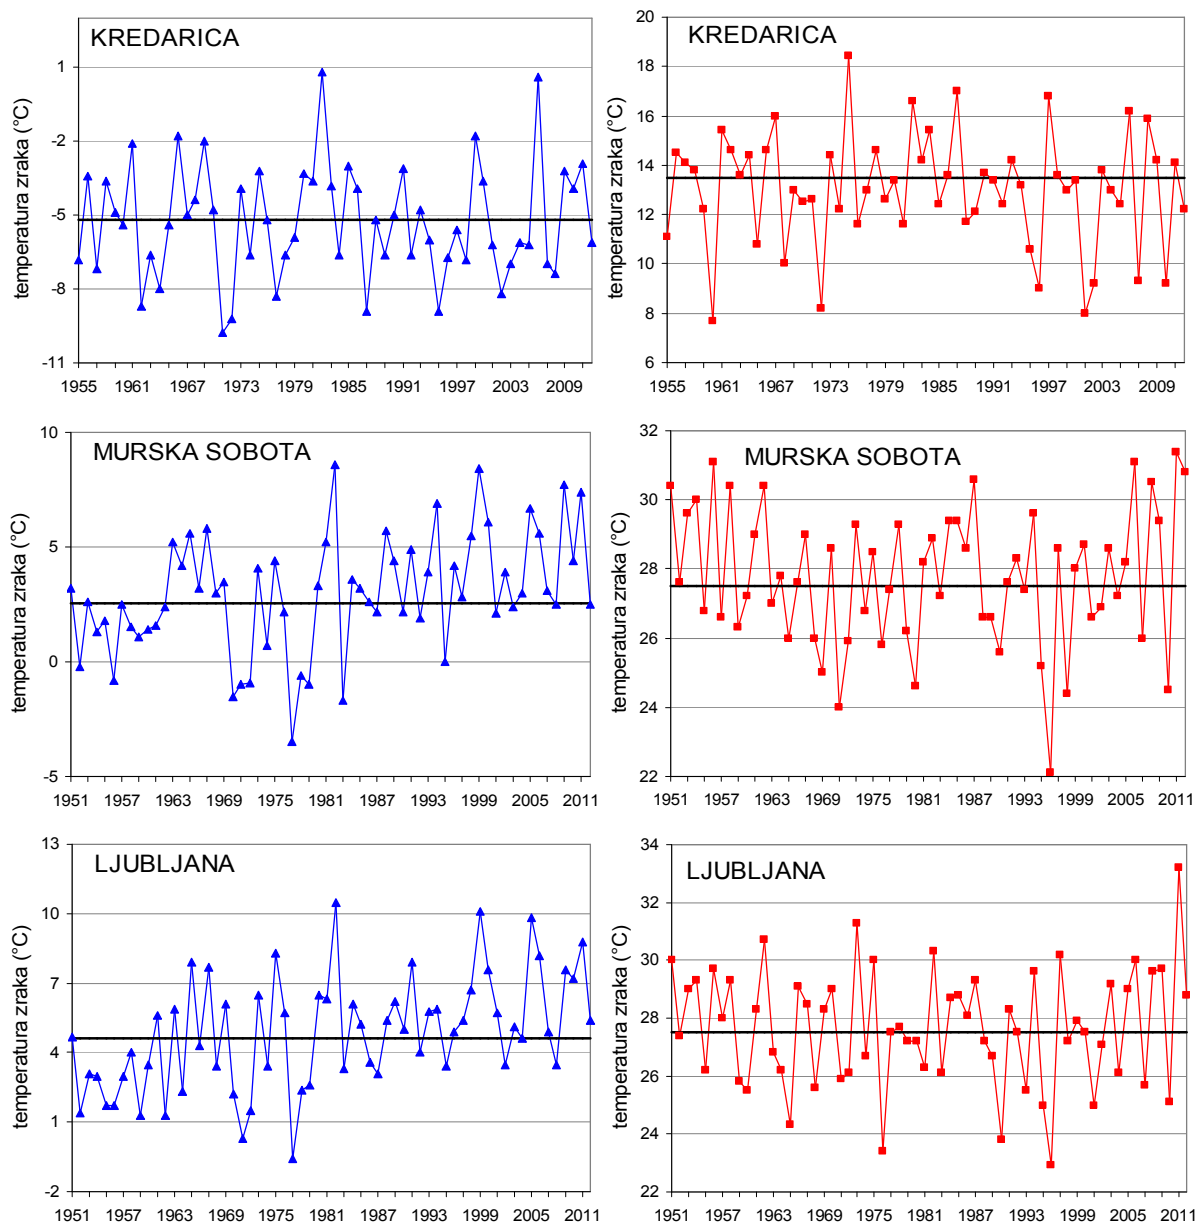 KREDARICA
temperatura zraka (°C)
1
-2
-5
-8
-11
1955 1961 1967 1973 1979 1985 1991 1997 2003 2009
KREDARICA
temperatura zraka (°C)
20
18
16
14
12
10
8
6
1955 1961 1967 1973 1979 1985 1991 1997 2003 2009
MURSKA SOBOTA
temperatura zraka (°C)
10
5
0
-5
1951 1957 1963 1969 1975 1981 1987 1993 1999 2005 2011
MURSKA SOBOTA
temperatura zraka (°C)
32
30
28
26
24
22
1951 1957 1963 1969 1975 1981 1987 1993 1999 2005 2011
LJUBLJANA
temperatura zraka (°C)
13
10
7
4
1
-2
1951 1957 1963 1969 1975 1981 1987 1993 1999 2005 2011
LJUBLJANA
temperatura zraka (°C)
34
32
30
28
26
24
22
1951 1957 1963 1969 1975 1981 1987 1993 1999 2005 2011